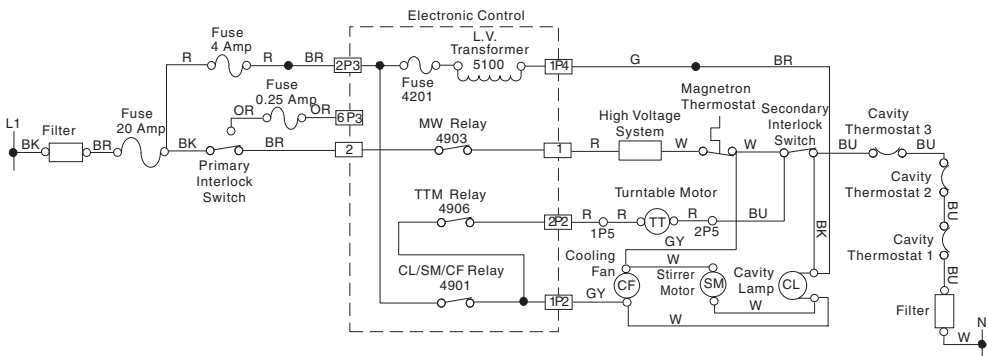 Electronic Control
Fuse
4 Amp
L.V.
Transformer
5100
R
R
BR
2P3
1P4
G
BR
Fuse
0.25 Amp
Fuse
4201
Magnetron
Thermostat
OR
OR
6P3
L1
Fuse
20 Amp
MW Relay
4903
High Voltage
System
Secondary
Interlock
Switch
Cavity
Thermostat 3
BK
Filter
BR
BK
BR
2
1
R
W
W
BU
BU
Primary
Interlock
Switch
Cavity
Thermostat 2
TTM Relay
4906
Turntable Motor
BU
2P2
R
R
TT
R
BU
1P5
2P5
BK
GY
Cavity
Thermostat 1
Cooling
Fan
W
CL/SM/CF Relay
4901
Stirrer
Motor
Cavity
Lamp
BU
CF
SM
CL
1P2
GY
W
W
Filter
N
W